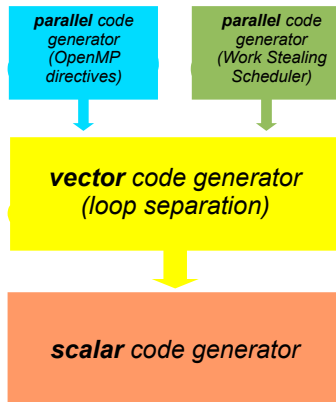 parallel code
generator
(OpenMP
directives)
parallel code
generator
(Work Stealing
Scheduler)
vector code generator
(loop separation)
scalar code generator